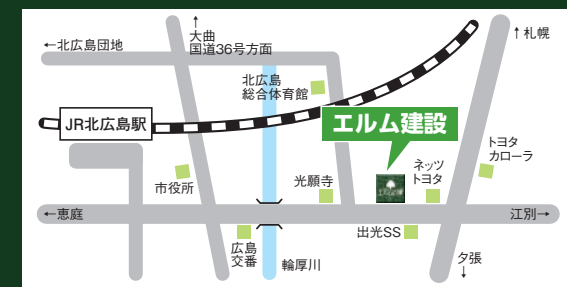 ↑
大曲
国道36号方面
←北広島団地
↑札幌
北広島
総合体育館
JR北広島駅
エルム建設
トヨタ
カローラ
ネッツ
トヨタ
市役所
光願寺
←恵庭
江別→
広島
交番
輪厚川
出光SS
夕張
↓